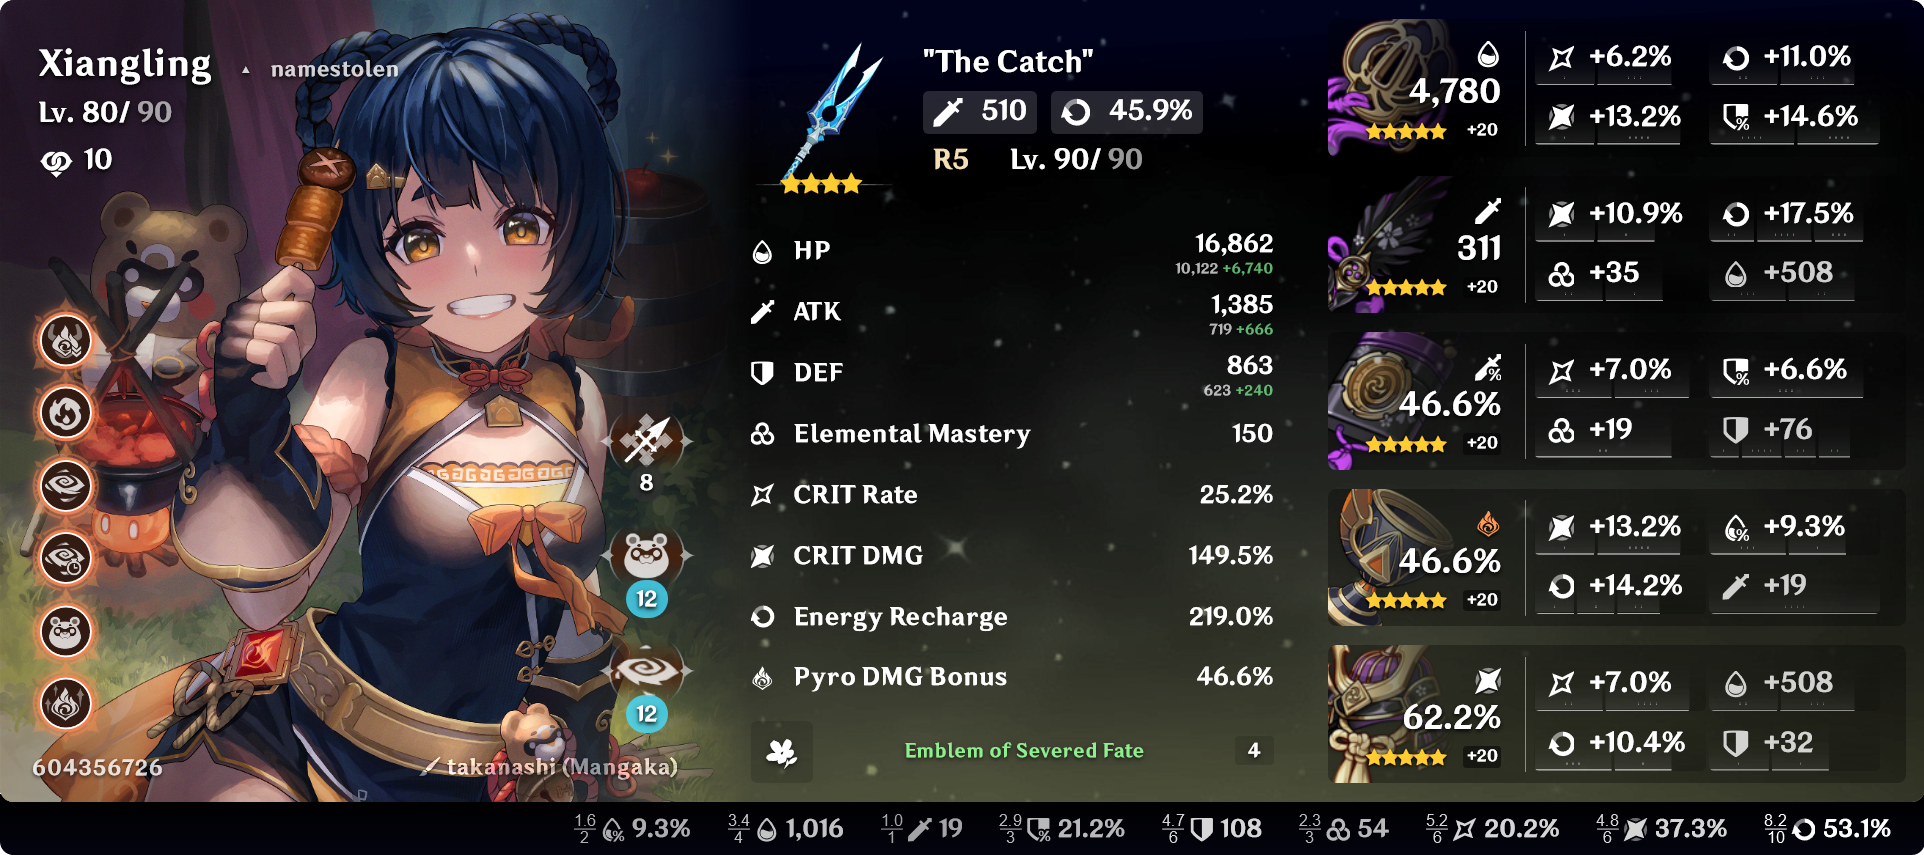 Xiangling ▲ namestolen
Lv. 80/ 90
10
8
12
12
604356726
takanashi (Mangaka)
"The Catch"
510 45.9%
R5 Lv. 90/ 90
HP 16,862
10,122 +6,740
ATK 1,385
719 +666
DEF 863
623 +240
Elemental Mastery 150
CRIT Rate 25.2%
CRIT DMG 149.5%
Energy Recharge 219.0%
Pyro DMG Bonus 46.6%
Emblem of Severed Fate 4
4,780
+20
+6.2% +11.0%
+13.2% +14.6%
311
+20
+10.9% +17.5%
+35 +508
46.6%
+20
+7.0% +6.6%
+19 +76
46.6%
+20
+13.2% +9.3%
+14.2% +19
62.2%
+20
+7.0% +508
+10.4% +32
1.6/2 9.3% 3.4/4 1,016 1.0/1 19 2.9/3 21.2% 4.7/6 108 2.3/3 54 5.2/6 20.2% 4.8/6 37.3% 8.2/10 53.1%